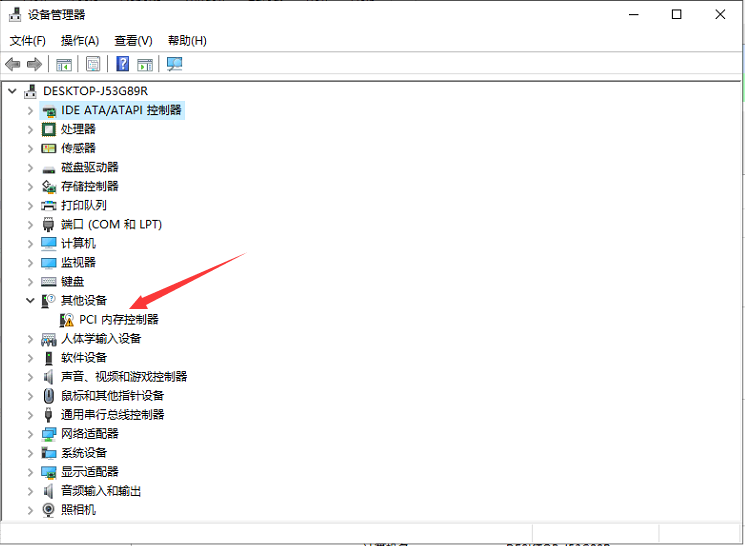 设备管理器
文件(F) 操作(A) 查看(V) 帮助(H)
DESKTOP-J53G89R
IDE ATA/ATAPI 控制器
处理器
传感器
磁盘驱动器
存储控制器
打印队列
端口 (COM 和 LPT)
计算机
监视器
键盘
其他设备
PCI 内存控制器
人体学输入设备
软件设备
声音、视频和游戏控制器
鼠标和其他指针设备
通用串行总线控制器
网络适配器
系统设备
显示适配器
音频输入和输出
照相机